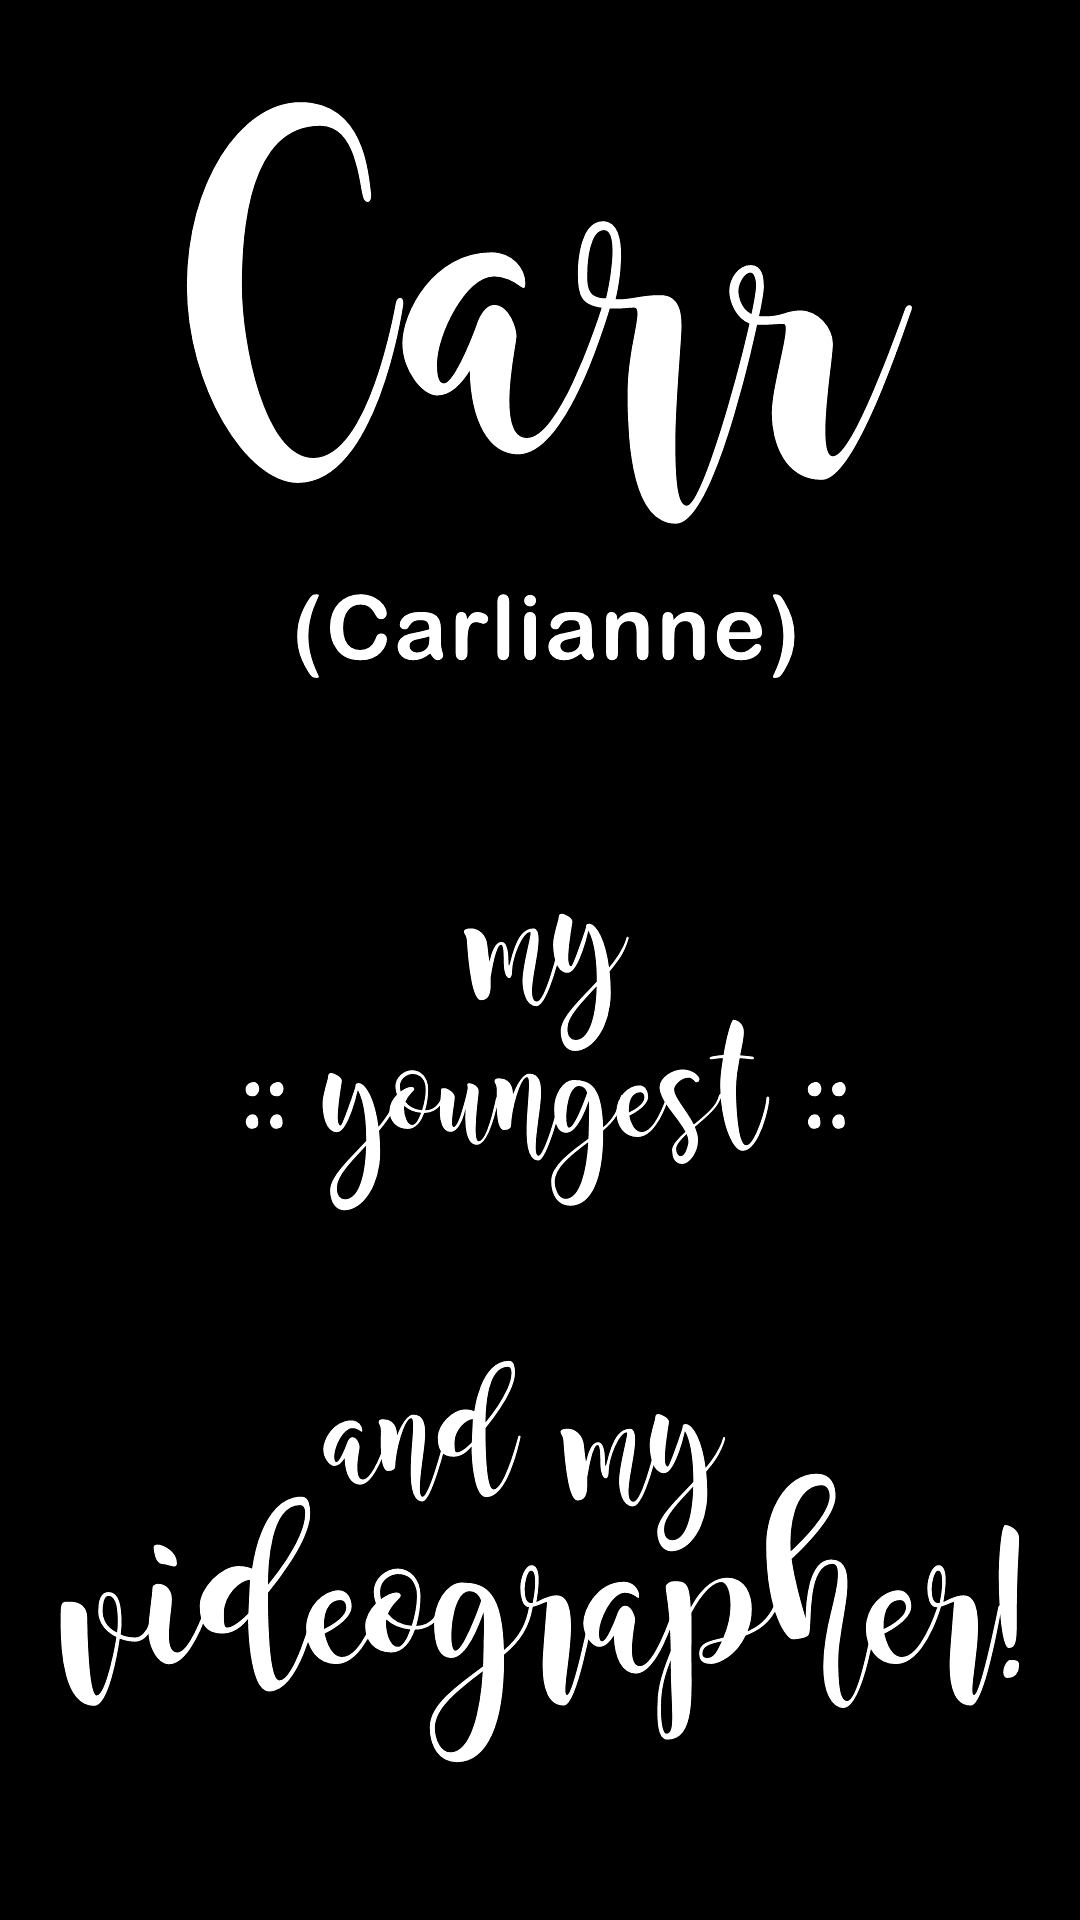 Carr
(Carlianne)
my
:: youngest ::
and my
videographer!